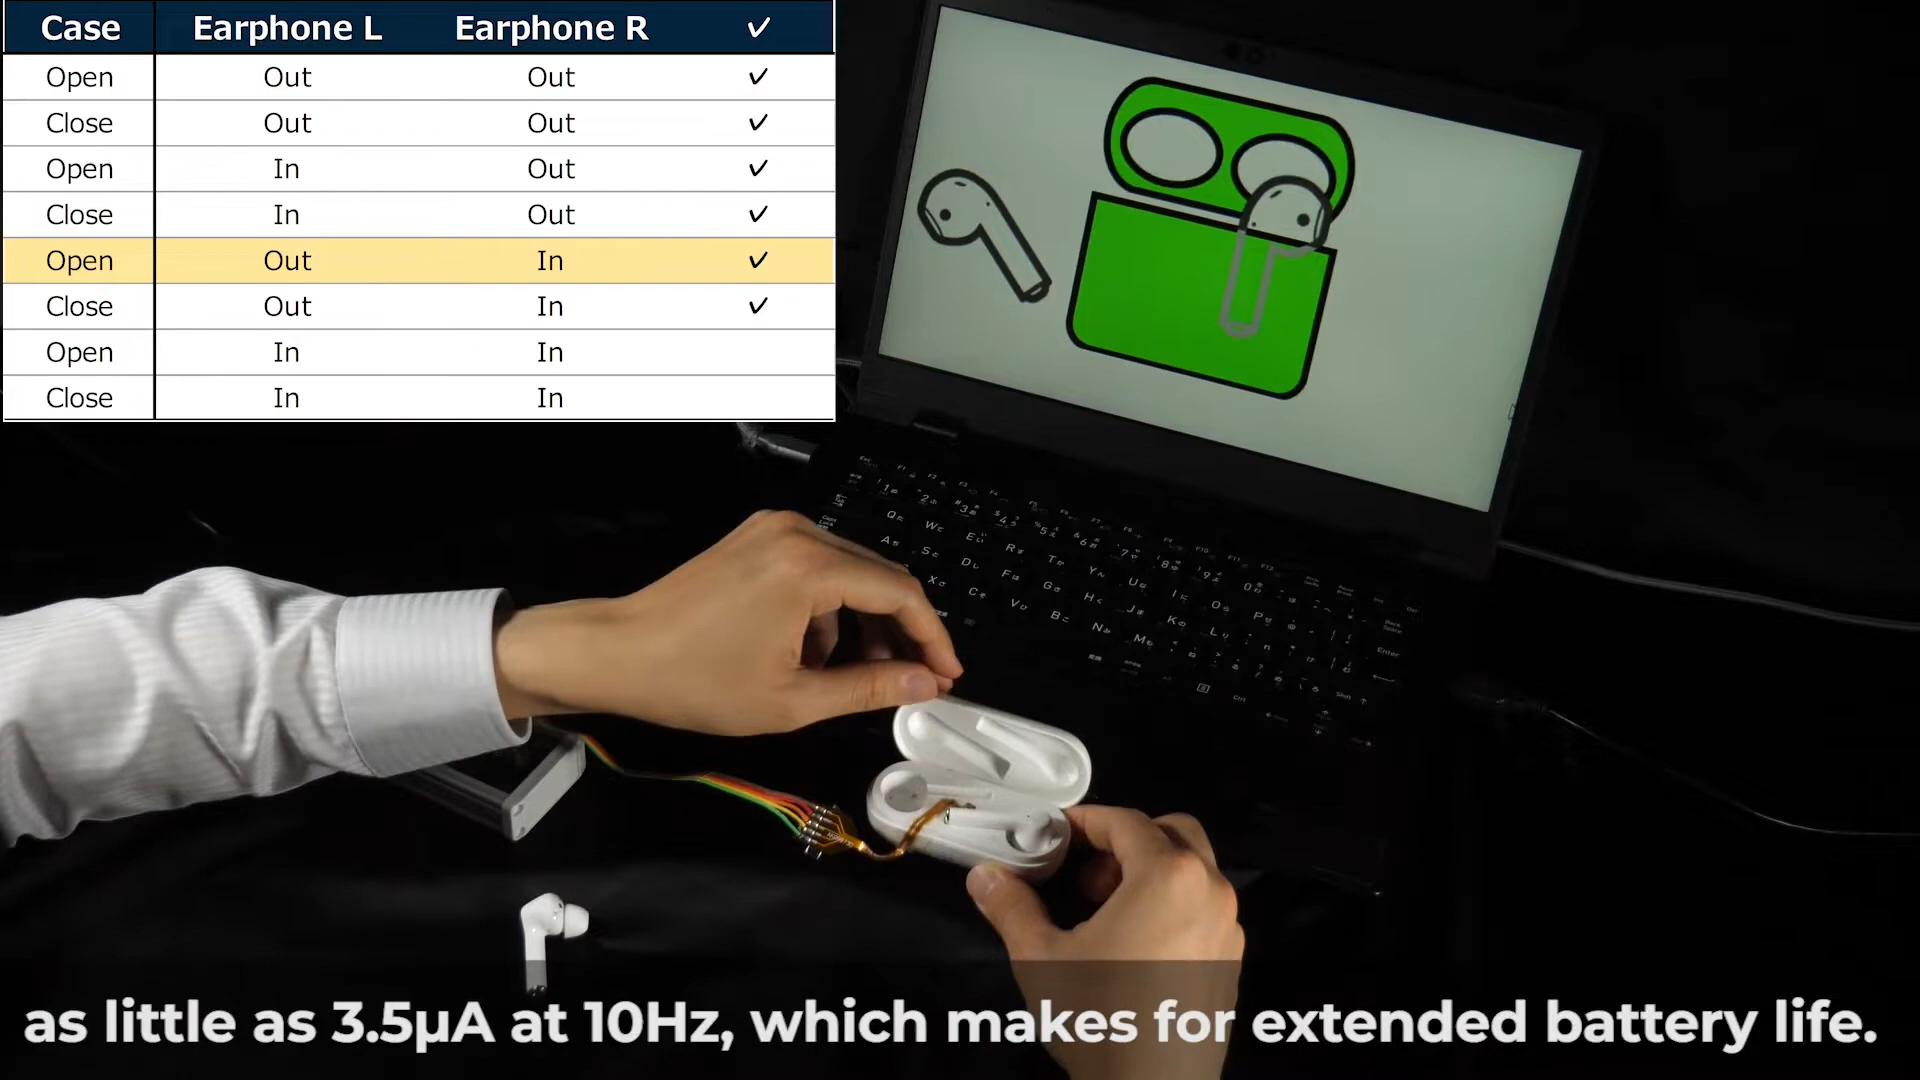 Case Earphone L Earphone R ✓
Open Out Out ✓
Close Out Out ✓
Open In Out ✓
Close In Out ✓
Open Out In ✓
Close Out In ✓
Open In In
Close In In
as little as 3.5µA at 10Hz, which makes for extended battery life.